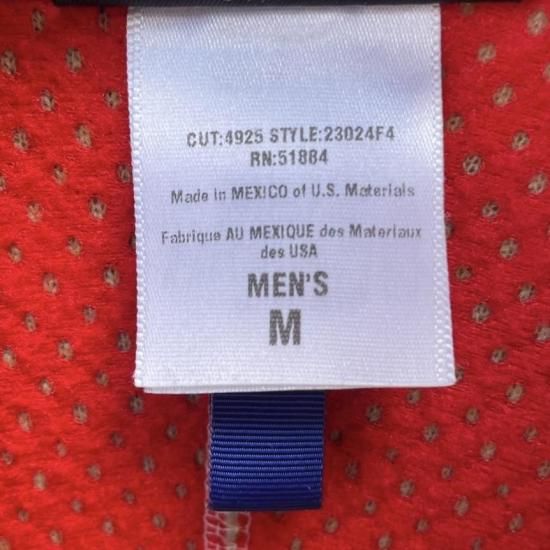 CUT:4925 STYLE:23024F4
RN:51884
Made in MEXICO of U.S. Materials
Fabrique AU MEXIQUE des Materiaux
des USA
MEN'S
M